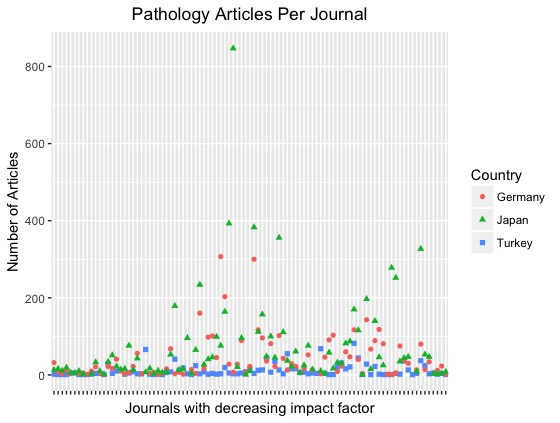 Pathology Articles Per Journal
Number of Articles
800
600
400
200
0
Journals with decreasing impact factor
Country
Germany
Japan
Turkey